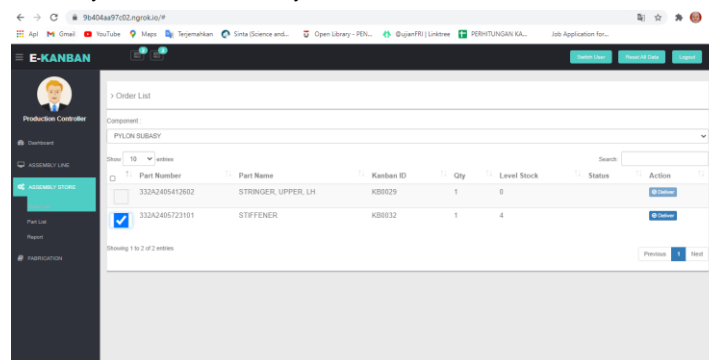 9b404aa97c02.ngrok.io/#
Apl Gmail YouTube Maps Terjemahkan Sinta (Science and... Open Library - PEN... @ujianFRI | Linktree PERHITUNGAN KA... Job Application for...
E-KANBAN
Switch User Reset All Data Logout
Production Controller
Dashboard
ASSEMBLY LINE
ASSEMBLY STORE
Part List
Report
FABRICATION
> Order List
Component :
PYLON SUBASY
Show 10 entries
Search:
Part Number Part Name Kanban ID Qty Level Stock Status Action
332A2405412602 STRINGER, UPPER, LH KB0029 1 0 Deliver
332A2405723101 STIFFENER KB0032 1 4 Deliver
Showing 1 to 2 of 2 entries
Previous 1 Next